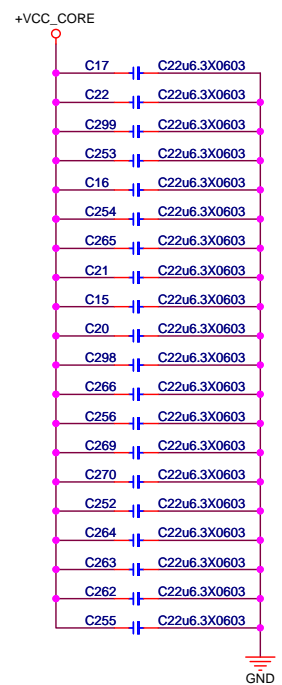 +VCC_CORE
C17 C22u6.3X0603
C22 C22u6.3X0603
C299 C22u6.3X0603
C253 C22u6.3X0603
C16 C22u6.3X0603
C254 C22u6.3X0603
C265 C22u6.3X0603
C21 C22u6.3X0603
C15 C22u6.3X0603
C20 C22u6.3X0603
C298 C22u6.3X0603
C266 C22u6.3X0603
C256 C22u6.3X0603
C269 C22u6.3X0603
C270 C22u6.3X0603
C252 C22u6.3X0603
C264 C22u6.3X0603
C263 C22u6.3X0603
C262 C22u6.3X0603
C255 C22u6.3X0603
GND